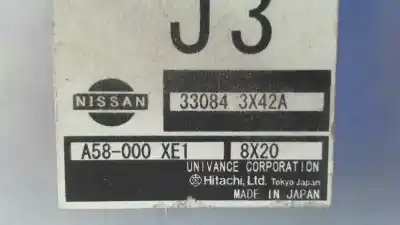 J3
NISSAN
33084 3X42A
A58-000 XE1
8X20
UNIVANCE CORPORATION
Hitachi, Ltd. Tokyo Japan
MADE IN JAPAN